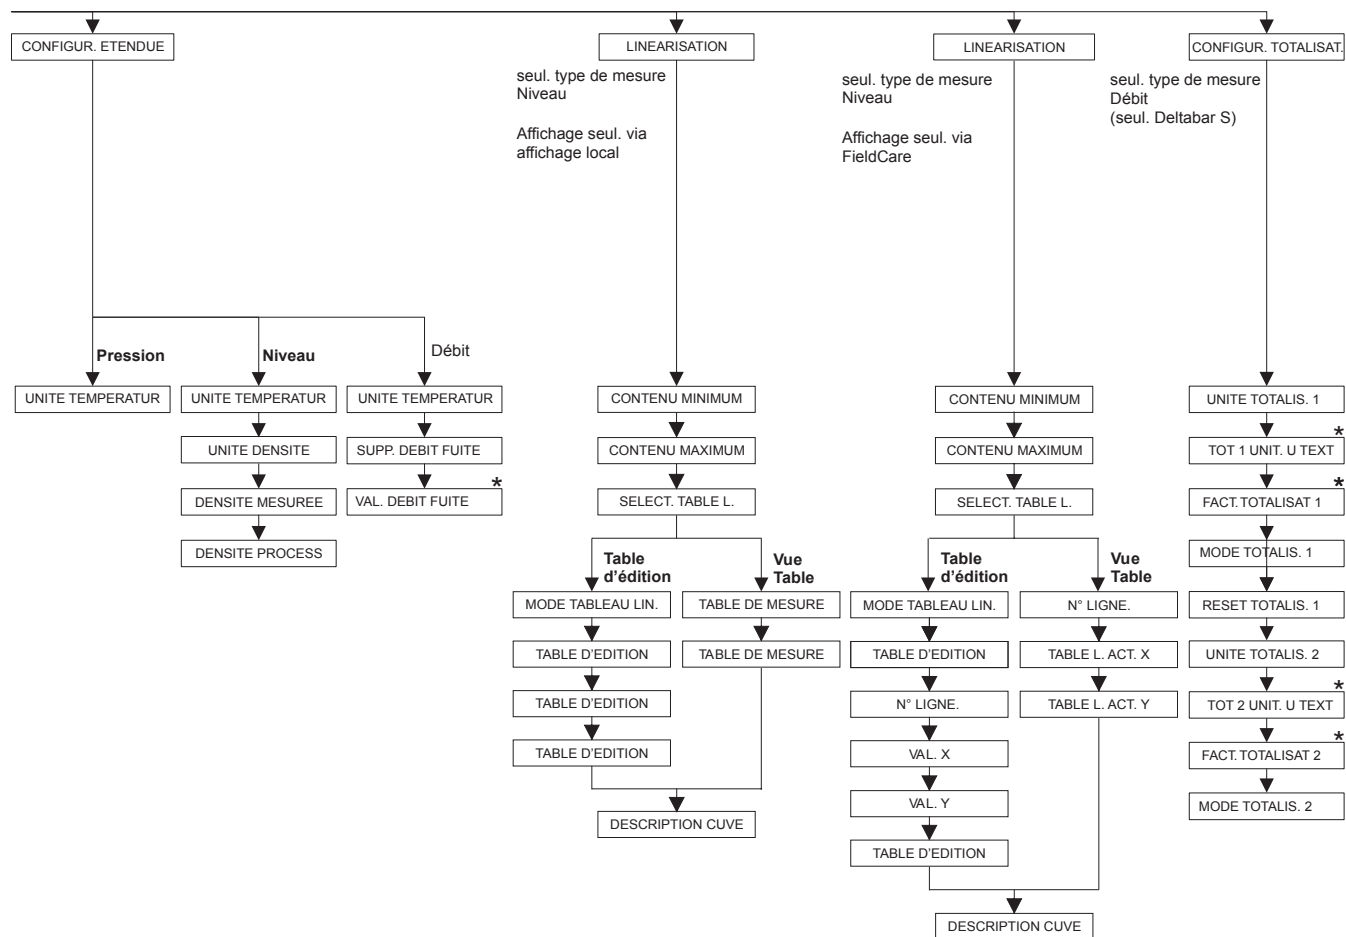 CONFIGUR. ETENDUE
LINEARISATION
LINEARISATION
CONFIGUR. TOTALISAT.
seul. type de mesure
Niveau
Affichage seul. via
affichage local
seul. type de mesure
Niveau
Affichage seul. via
FieldCare
seul. type de mesure
Débit
(seul. Deltabar S)
Pression
Niveau
Débit
UNITE TEMPERATUR
UNITE TEMPERATUR
UNITE DENSITE
DENSITE MESUREE
DENSITE PROCESS
UNITE TEMPERATUR
SUPP. DEBIT FUITE
*
VAL. DEBIT FUITE
CONTENU MINIMUM
CONTENU MAXIMUM
SELECT. TABLE L.
Table
d'édition
Vue
Table
MODE TABLEAU LIN.
TABLE D'EDITION
TABLE D'EDITION
TABLE D'EDITION
TABLE DE MESURE
TABLE DE MESURE
DESCRIPTION CUVE
CONTENU MINIMUM
CONTENU MAXIMUM
SELECT. TABLE L.
Table
d'édition
Vue
Table
MODE TABLEAU LIN.
TABLE D'EDITION
N° LIGNE.
VAL. X
VAL. Y
TABLE D'EDITION
N° LIGNE.
TABLE L. ACT. X
TABLE L. ACT. Y
DESCRIPTION CUVE
UNITE TOTALIS. 1
*
TOT 1 UNIT. U TEXT
*
FACT. TOTALISAT 1
MODE TOTALIS. 1
RESET TOTALIS. 1
UNITE TOTALIS. 2
*
TOT 2 UNIT. U TEXT
*
FACT. TOTALISAT 2
MODE TOTALIS. 2